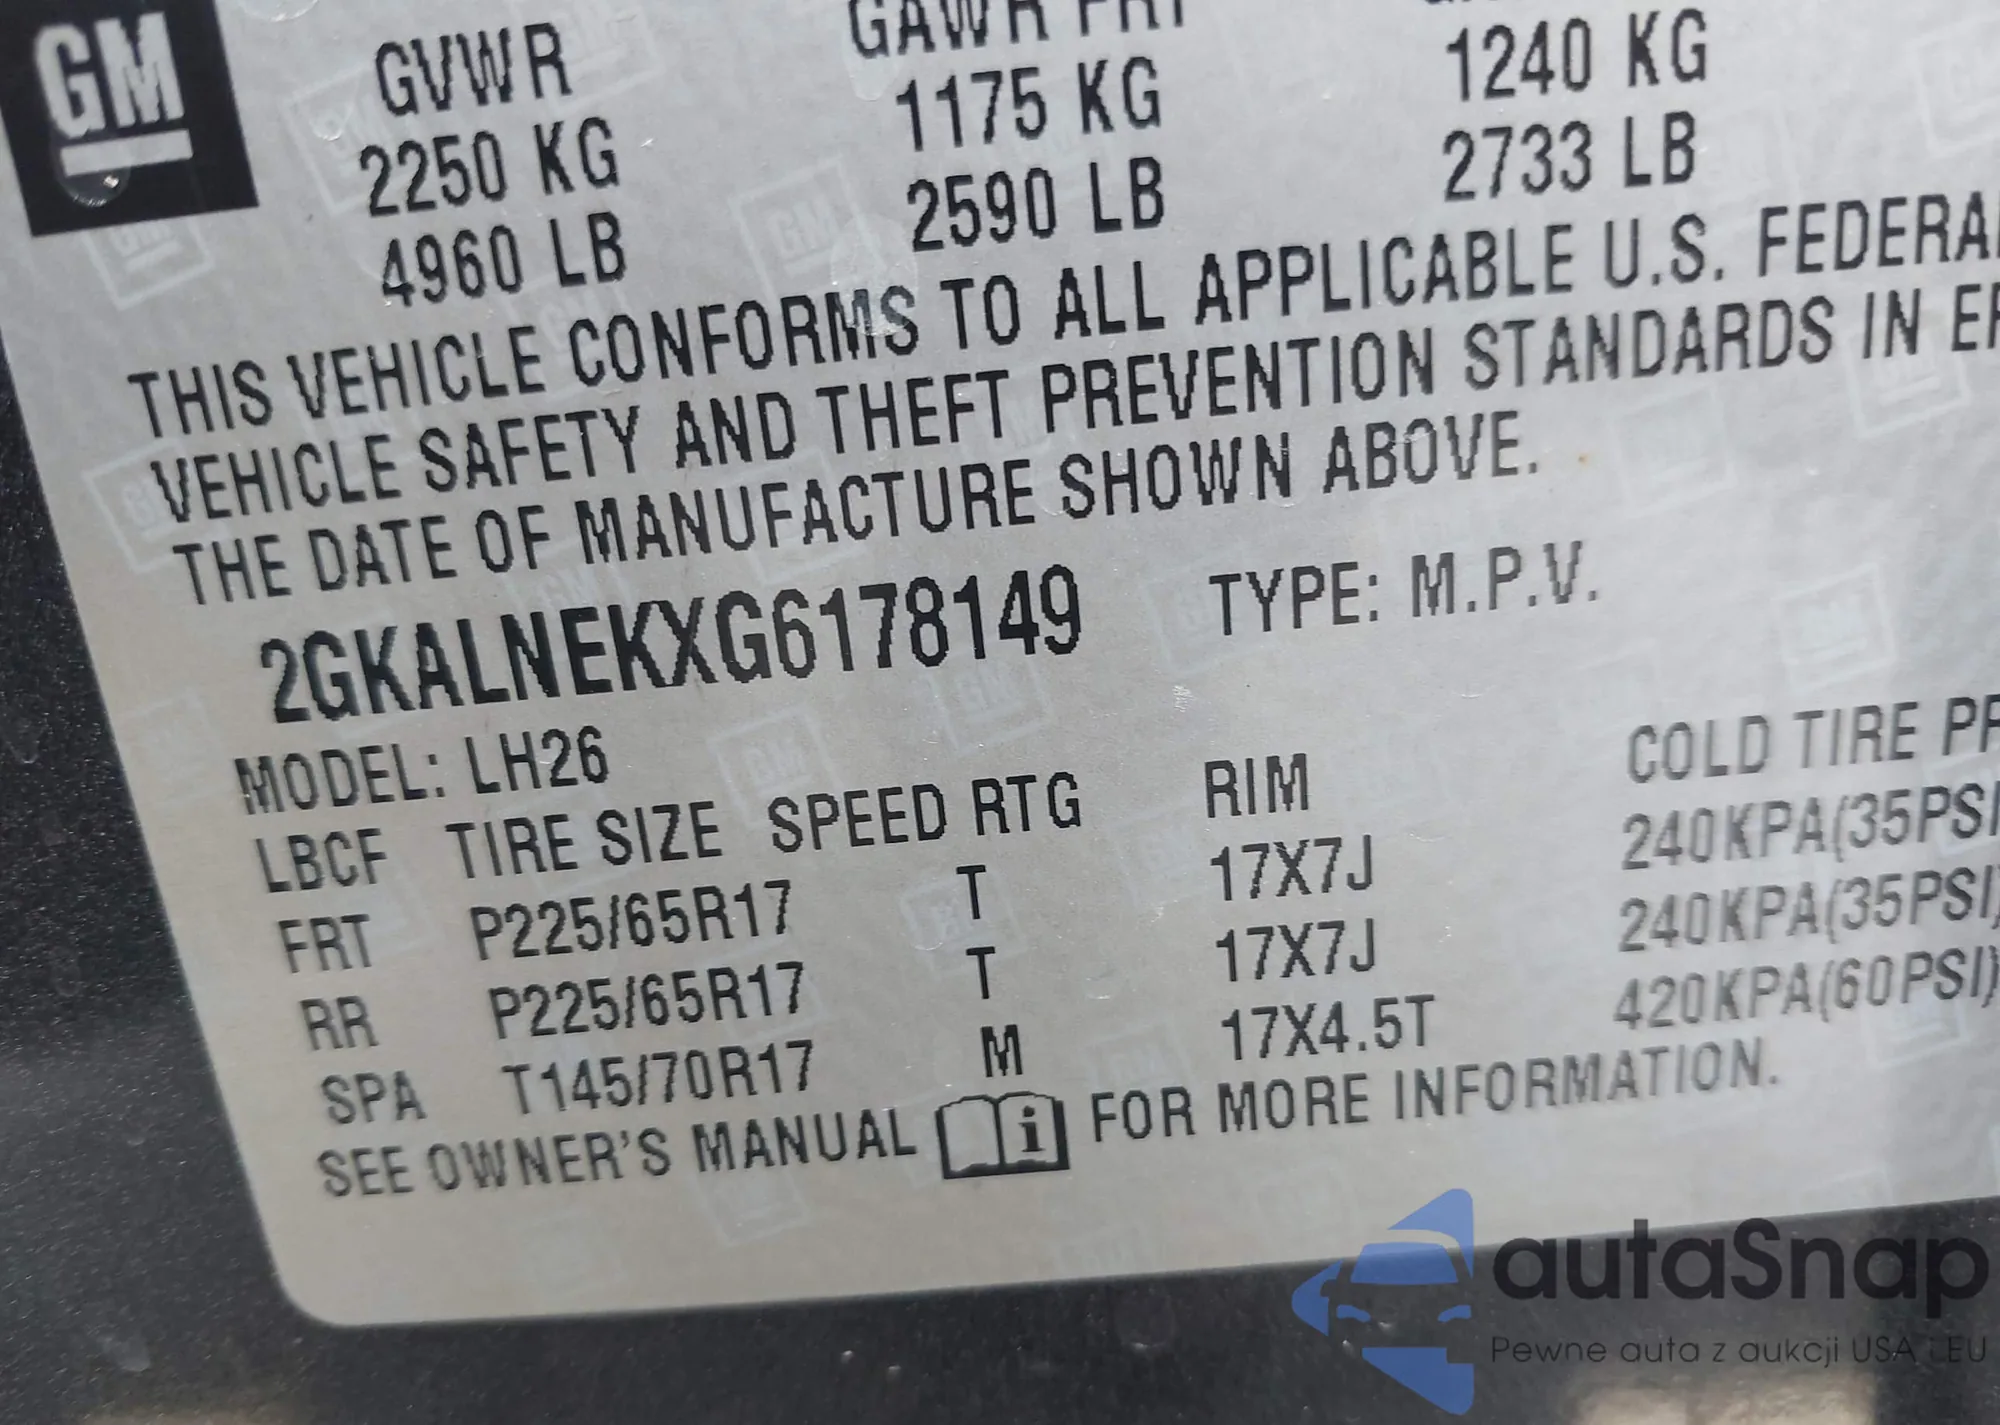 GM
GVWR GAWR FRT
2250 KG 1175 KG 1240 KG
4960 LB 2590 LB 2733 LB
THIS VEHICLE CONFORMS TO ALL APPLICABLE U.S. FEDERAL
VEHICLE SAFETY AND THEFT PREVENTION STANDARDS IN
THE DATE OF MANUFACTURE SHOWN ABOVE.
2GKALNEKXG6178149 TYPE: M.P.V.
MODEL: LH26
LBCF TIRE SIZE SPEED RTG RIM COLD TIRE
FRT P225/65R17 T 17X7J 240KPA(35PSI
RR P225/65R17 T 17X7J 240KPA(35PSI)
SPA T145/70R17 M 17X4.5T 420KPA(60PSI)
SEE OWNER'S MANUAL i FOR MORE INFORMATION.
autaSnap
Pewne auta z aukcji USA i EU